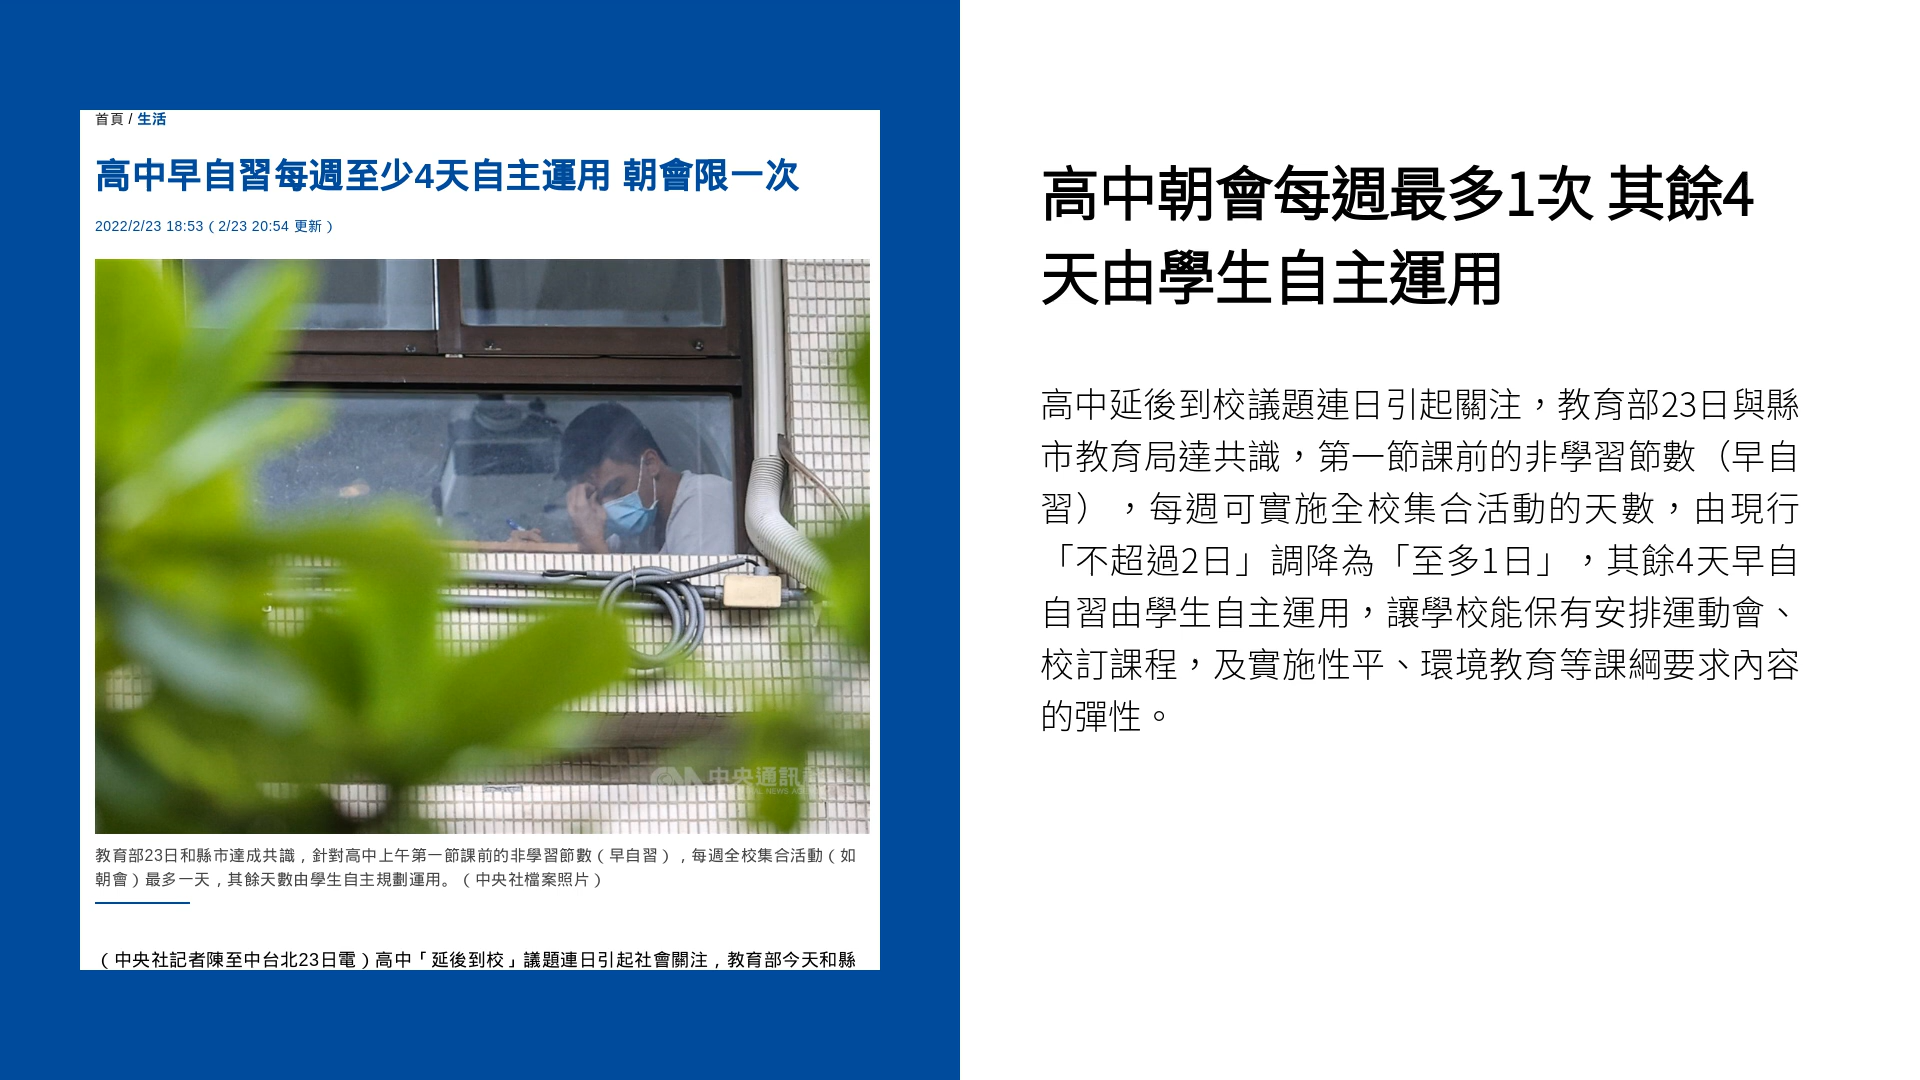 首頁 / 生活
高中早自習每週至少4天自主運用 朝會限一次
2022/2/23 18:53（2/23 20:54 更新）
中央通訊社
教育部23日和縣市達成共識，針對高中上午第一節課前的非學習節數（早自習），每週全校集合活動（如
朝會）最多一天，其餘天數由學生自主規劃運用。（中央社檔案照片）
（中央社記者陳至中台北23日電）高中「延後到校」議題連日引起社會關注，教育部今天和縣
高中朝會每週最多1次 其餘4
天由學生自主運用
高中延後到校議題連日引起關注，教育部23日與縣
市教育局達共識，第一節課前的非學習節數（早自
習），每週可實施全校集合活動的天數，由現行
「不超過2日」調降為「至多1日」，其餘4天早自
自習由學生自主運用，讓學校能保有安排運動會、
校訂課程，及實施性平、環境教育等課綱要求內容
的彈性。